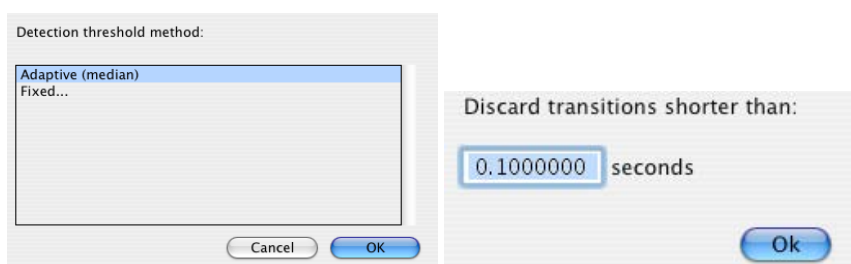 Detection threshold method:
Adaptive (median)
Fixed...
Cancel OK
Discard transitions shorter than:
0.1000000 seconds
Ok